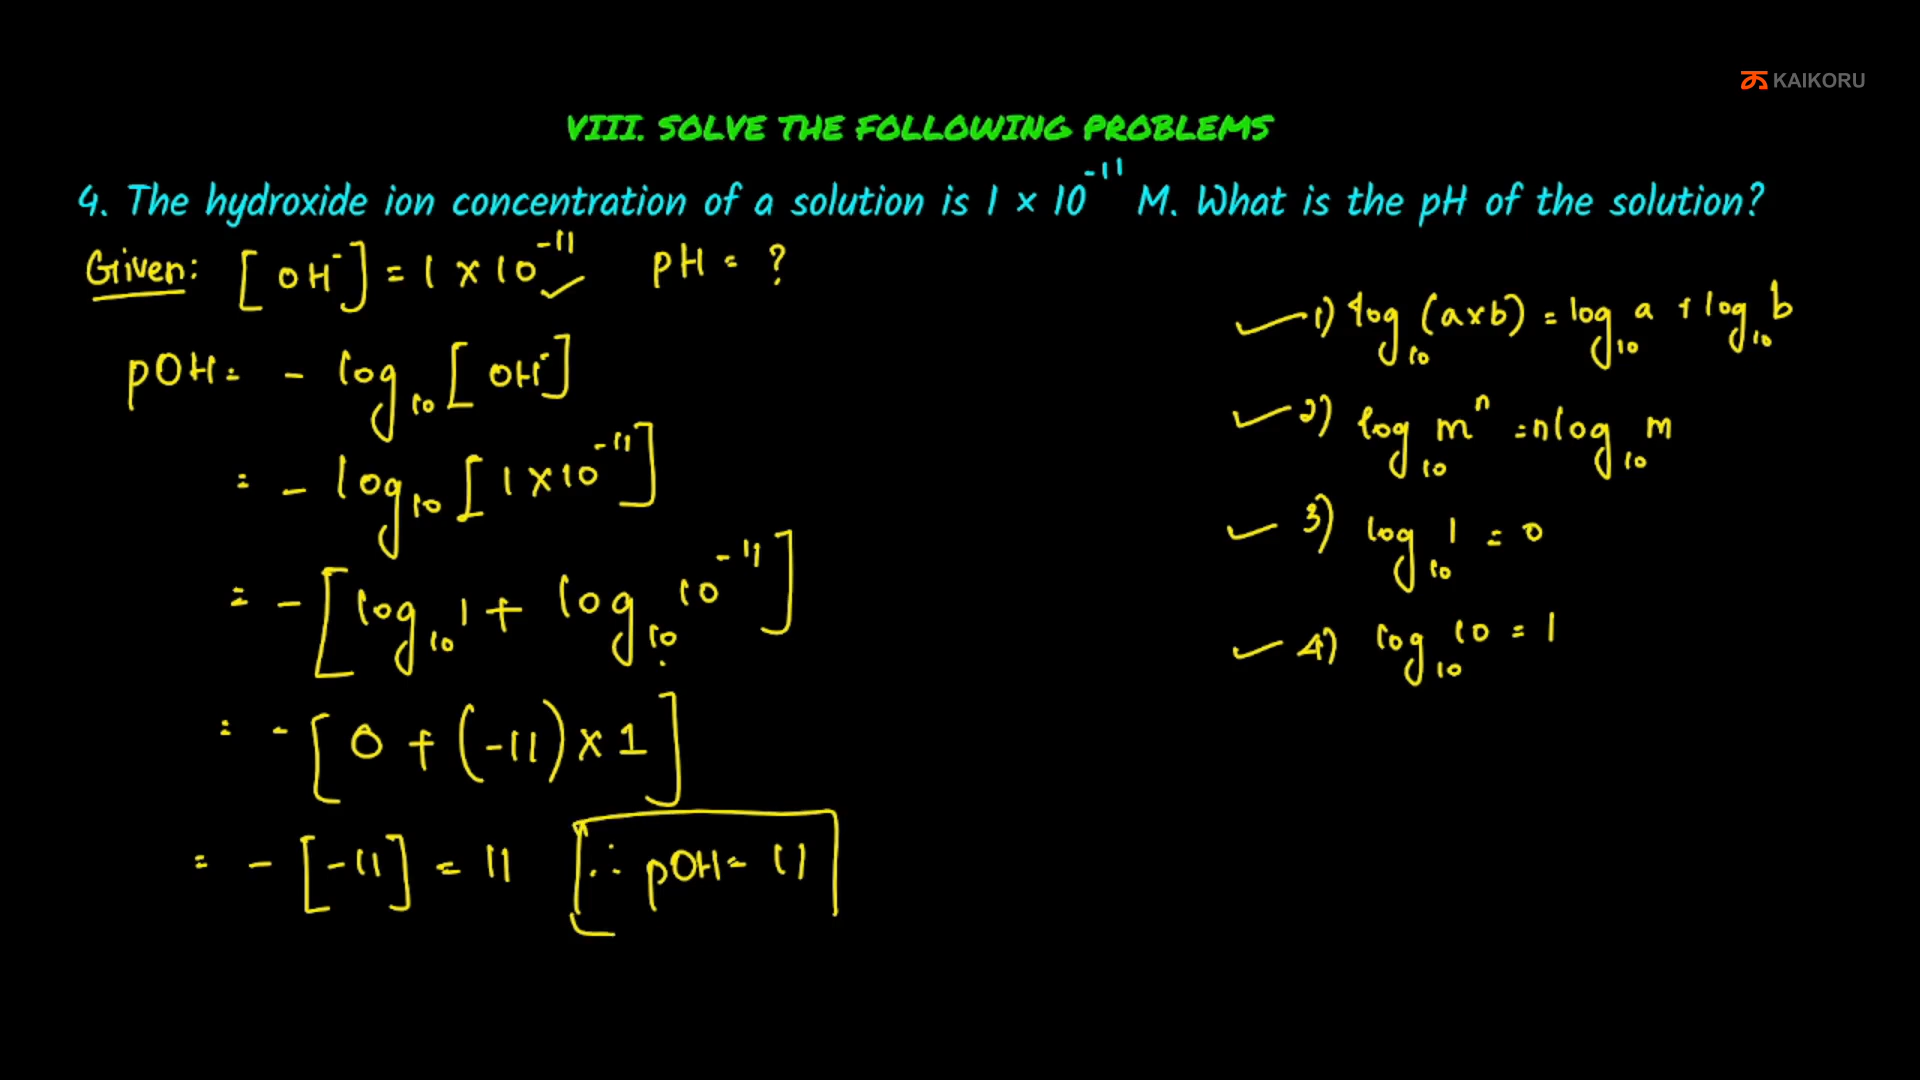 KAIKORU
VIII. SOLVE THE FOLLOWING PROBLEMS
4. The hydroxide ion concentration of a solution is 1 × 10⁻¹¹ M. What is the pH of the solution?
Given: [OH⁻] = 1 × 10⁻¹¹ pH = ?
pOH = - log₁₀ [OH⁻]
= - log₁₀ [1 × 10⁻¹¹]
= - [log₁₀ 1 + log₁₀ 10⁻¹¹]
= - [0 + (-11) × 1]
= - [-11] = 11 ∴ pOH = 11
1) log₁₀ (a×b) = log₁₀ a + log₁₀ b
2) log₁₀ mⁿ = n log₁₀ m
3) log₁₀ 1 = 0
4) log₁₀ 10 = 1